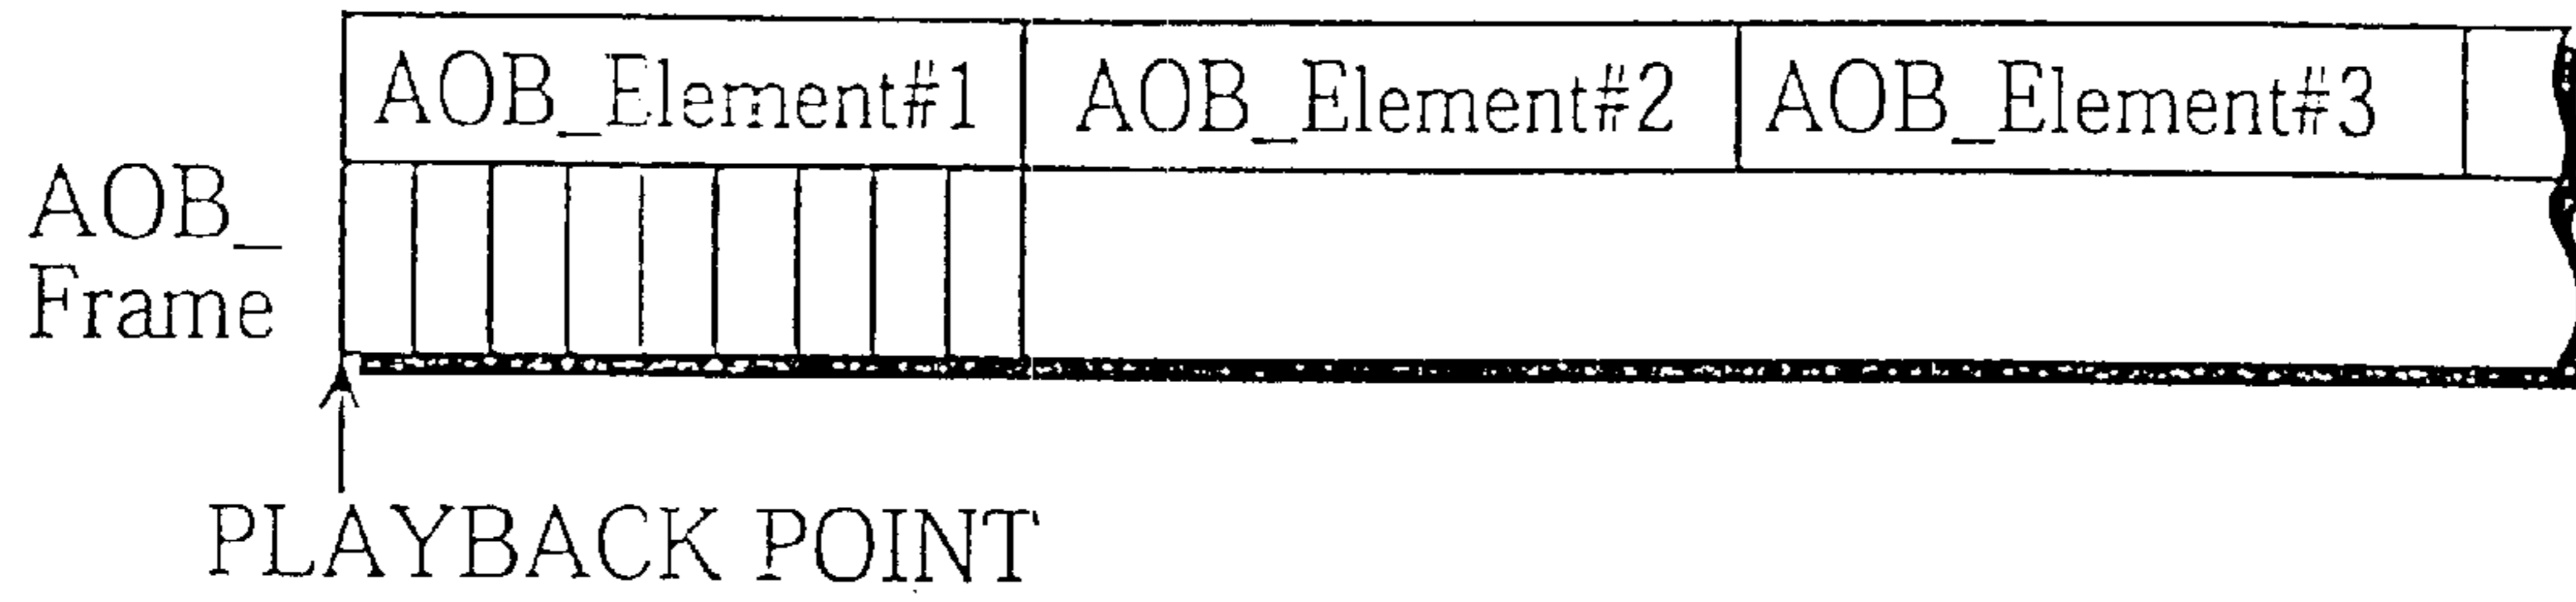 AOB_Element#1 AOB_Element#2 AOB_Element#3
AOB_
Frame
PLAYBACK POINT